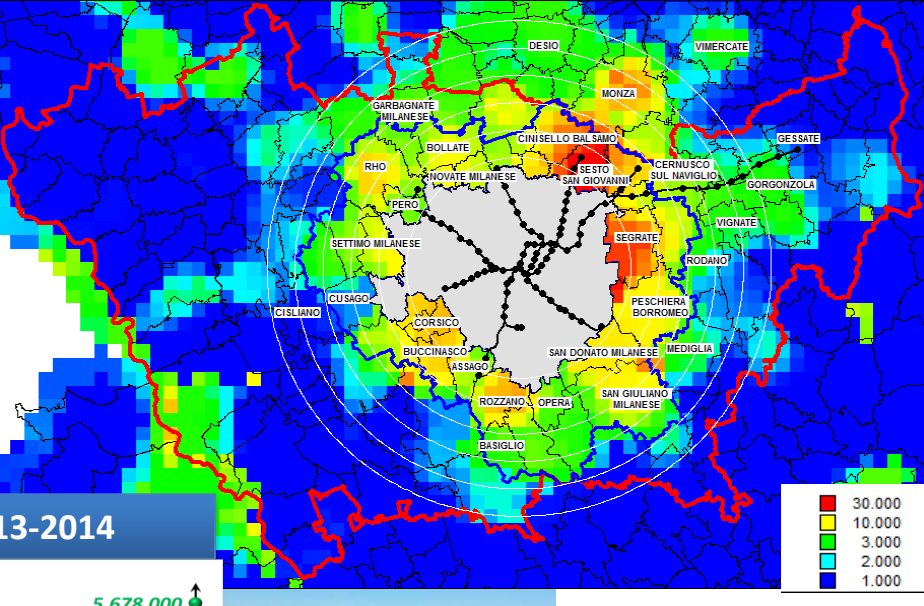 DESIO
VIMERCATE
MONZA
GARBAGNATE
MILANESE
CINISELLO BALSAMO
GESSATE
BOLLATE
RHO
SESTO
SAN GIOVANNI
CERNUSCO
SUL NAVIGLIO
NOVATE MILANESE
GORGONZOLA
PERO
VIGNATE
SETTIMO MILANESE
SEGRATE
RODANO
CUSAGO
CISLIANO
PESCHIERA
BORROMEO
CORSICO
BUCCINASCO
SAN DONATO MILANESE
MEDIGLIA
ASSAGO
ROZZANO
OPERA
SAN GIULIANO
MILANESE
BASIGLIO
30.000
10.000
3.000
2.000
1.000
13-2014
5.678.000